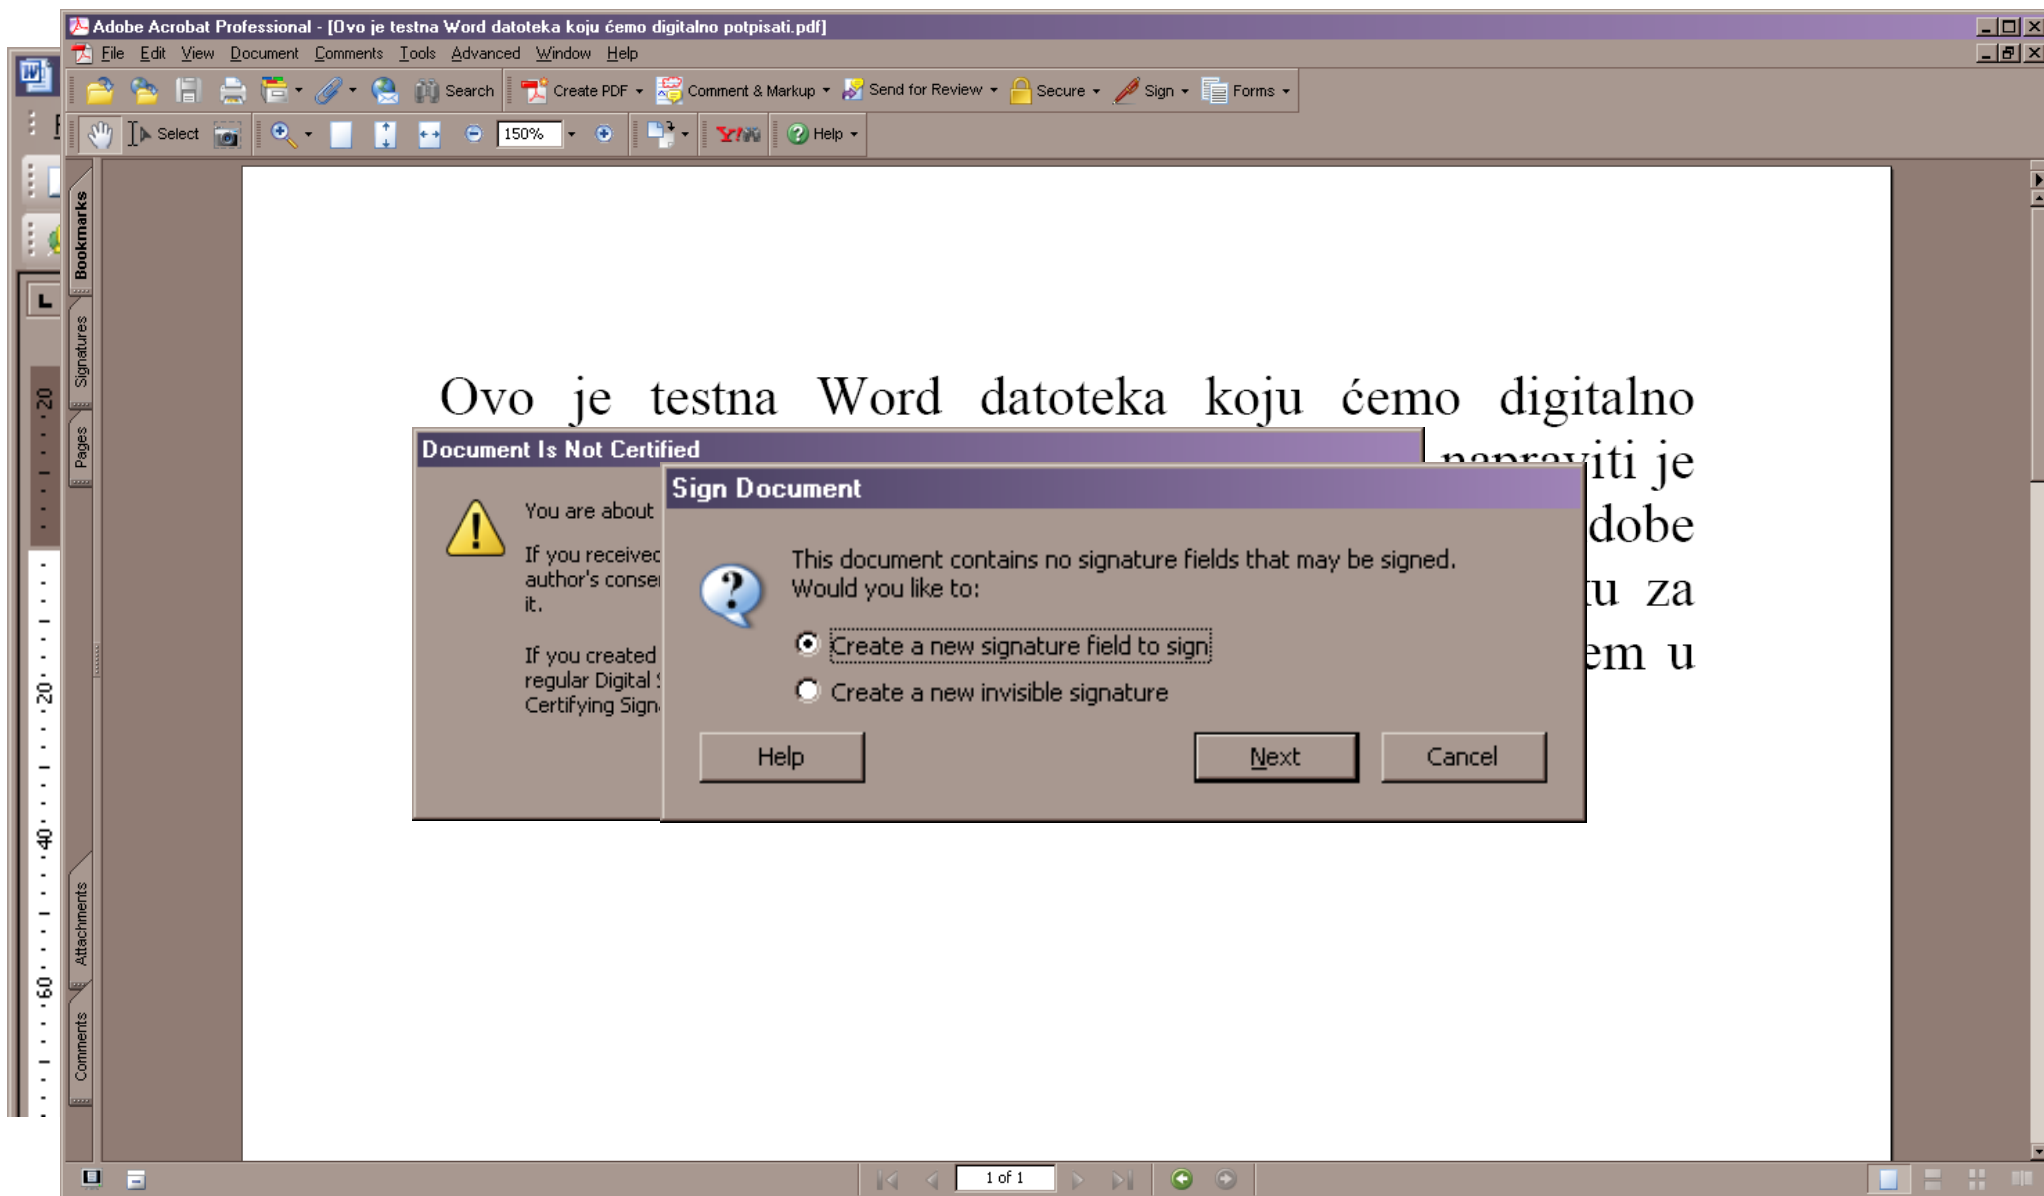 Adobe Acrobat Professional - [Ovo je testna Word datoteka koju ćemo digitalno potpisati.pdf]
File Edit View Document Comments Tools Advanced Window Help
Search Create PDF Comment & Markup Send for Review Secure Sign Forms
Select 150% Y! Help
Bookmarks
Signatures
Pages
Attachments
Comments
20
20
40
60
Ovo je testna Word datoteka koju ćemo digitalno
napraviti je
za
u
Document Is Not Certified
You are about
If you received
author's
it.
If you created
regular Digital
Certifying
Sign Document
This document contains no signature fields that may be signed.
Would you like to:
Create a new signature field to sign
Create a new invisible signature
Help Next Cancel
1 of 1